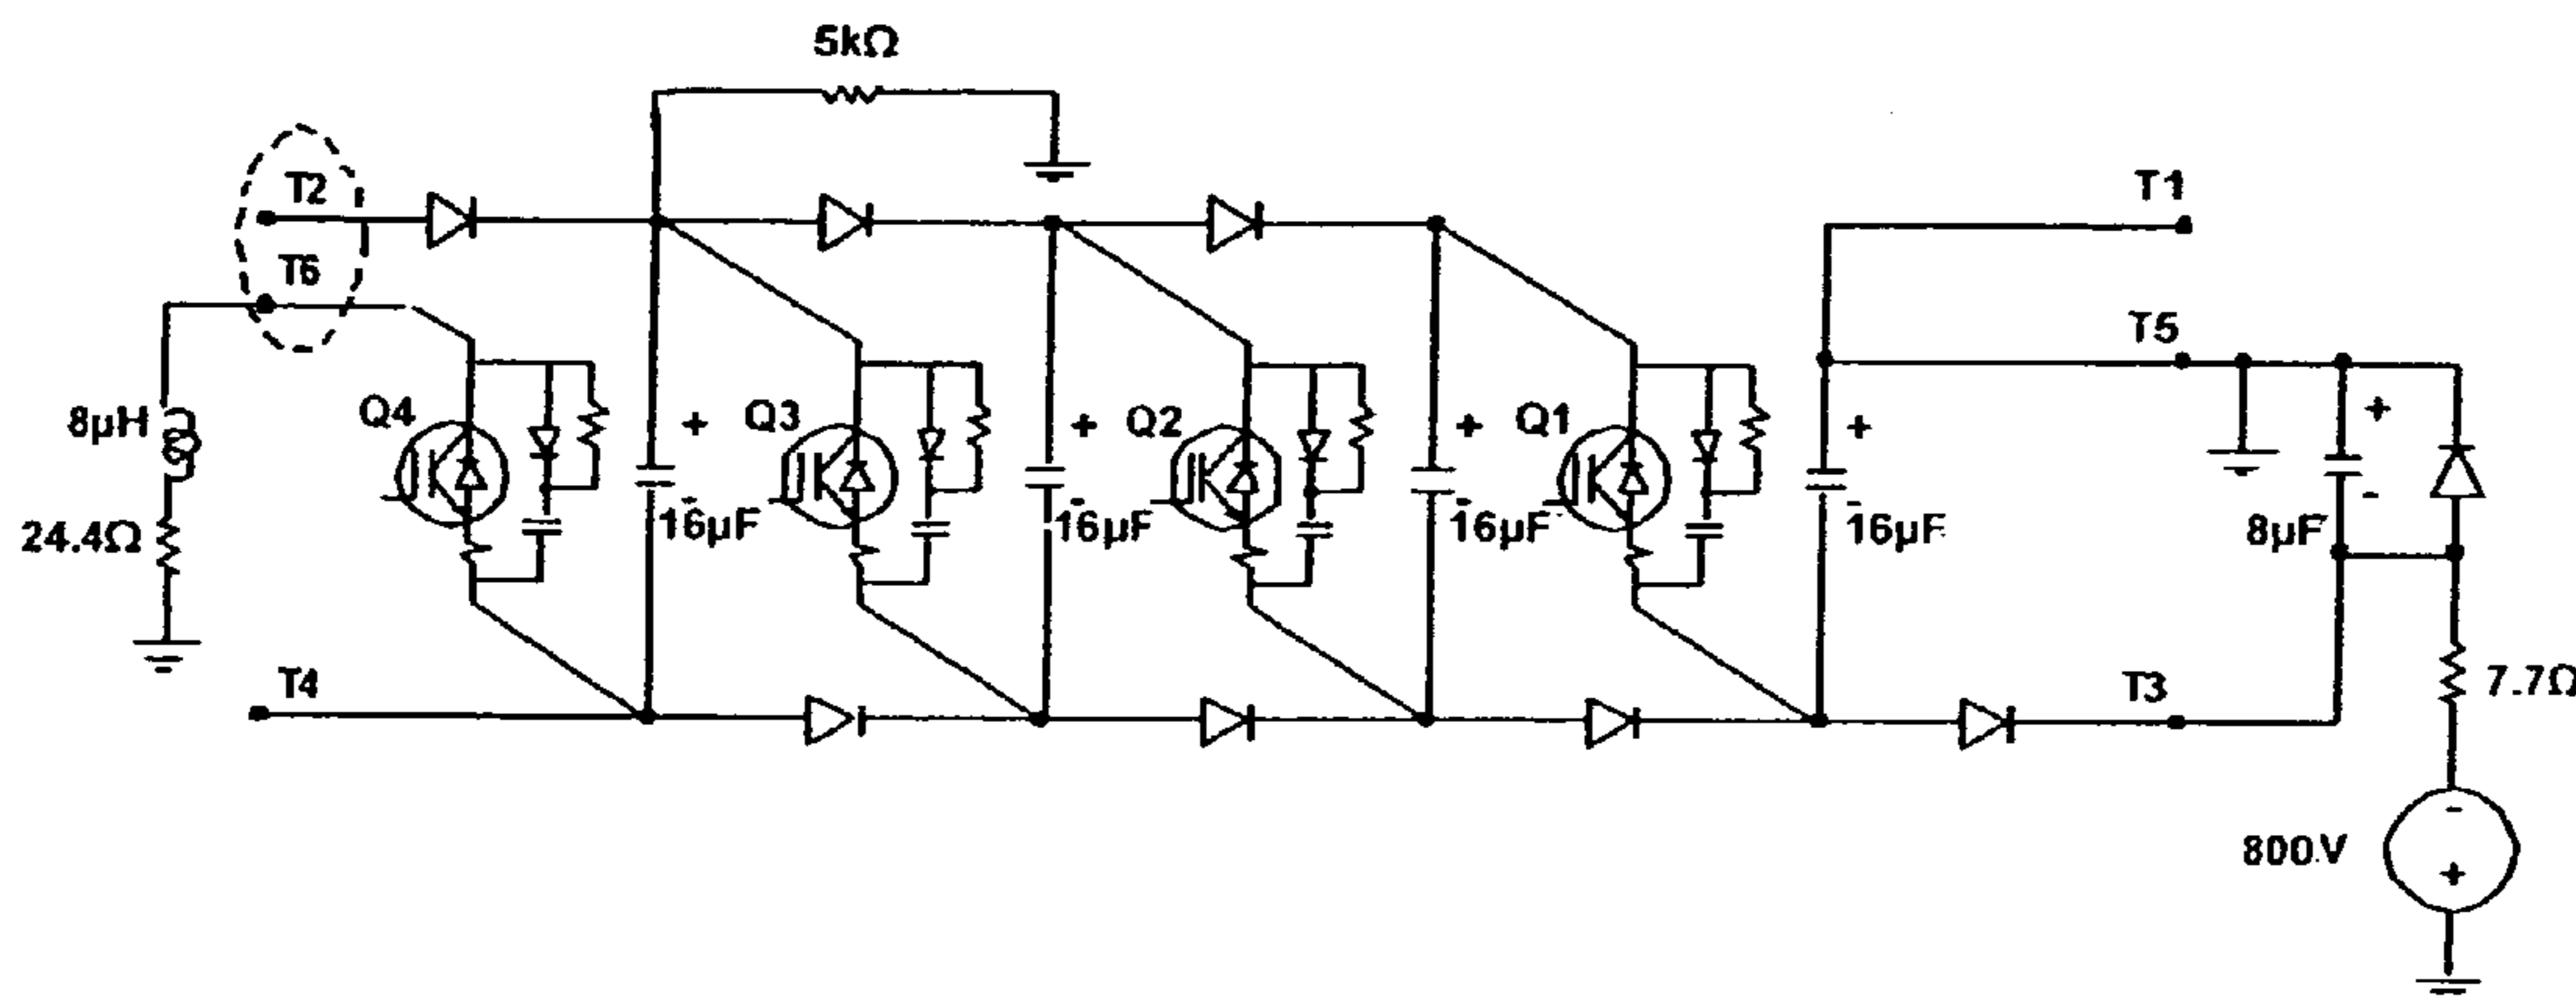 5kΩ
T2
T6
T1
T5
8μH
24.4Ω
Q4
+
-
16μF
Q3
+
-
16μF
Q2
+
-
16μF
Q1
+
-
16μF
+
-
8μF
T4
T3
7.7Ω
800V
-
+